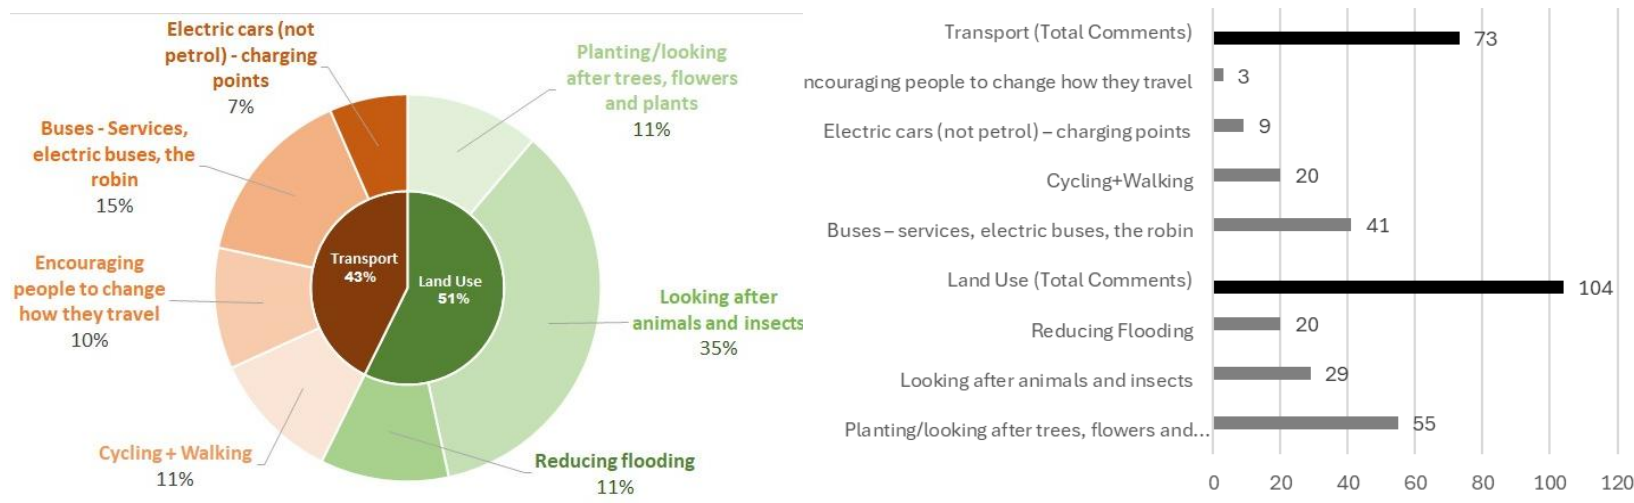 Electric cars (not
petrol) - charging
points
7%
Planting/looking
after trees, flowers
and plants
11%
Buses - Services,
electric buses, the
robin
15%
Transport
43%
Land Use
51%
Encouraging
people to change
how they travel
10%
Looking after
animals and insects
35%
Cycling + Walking
11%
Reducing flooding
11%
Transport (Total Comments)
73
ncouraging people to change how they travel
3
Electric cars (not petrol) – charging points
9
Cycling+Walking
20
Buses – services, electric buses, the robin
41
Land Use (Total Comments)
104
Reducing Flooding
20
Looking after animals and insects
29
Planting/looking after trees, flowers and...
55
0 20 40 60 80 100 120